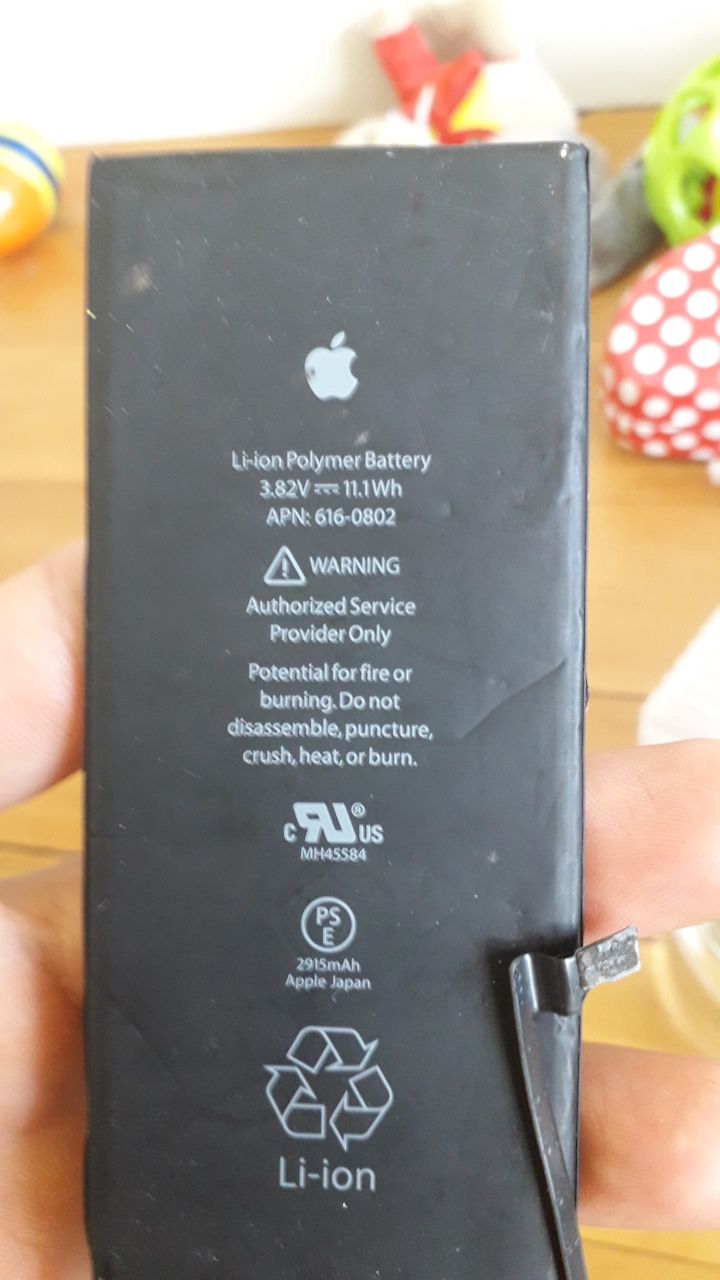 Li-ion Polymer Battery
3.82V ⎓ 11.1Wh
APN: 616-0802
WARNING
Authorized Service
Provider Only
Potential for fire or
burning. Do not
disassemble, puncture,
crush, heat, or burn.
c RU® US
MH45584
PS
E
2915mAh
Apple Japan
Li-ion